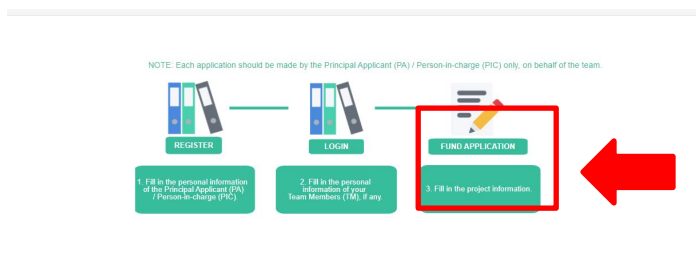 NOTE: Each application should be made by the Principal Applicant (PA) / Person-in-charge (PIC) only, on behalf of the team.
REGISTER
LOGIN
FUND APPLICATION
1. Fill in the personal information
of the Principal Applicant (PA)
/ Person-in-charge (PIC).
2. Fill in the personal
information of your
Team Members (TM), if any.
3. Fill in the project information.